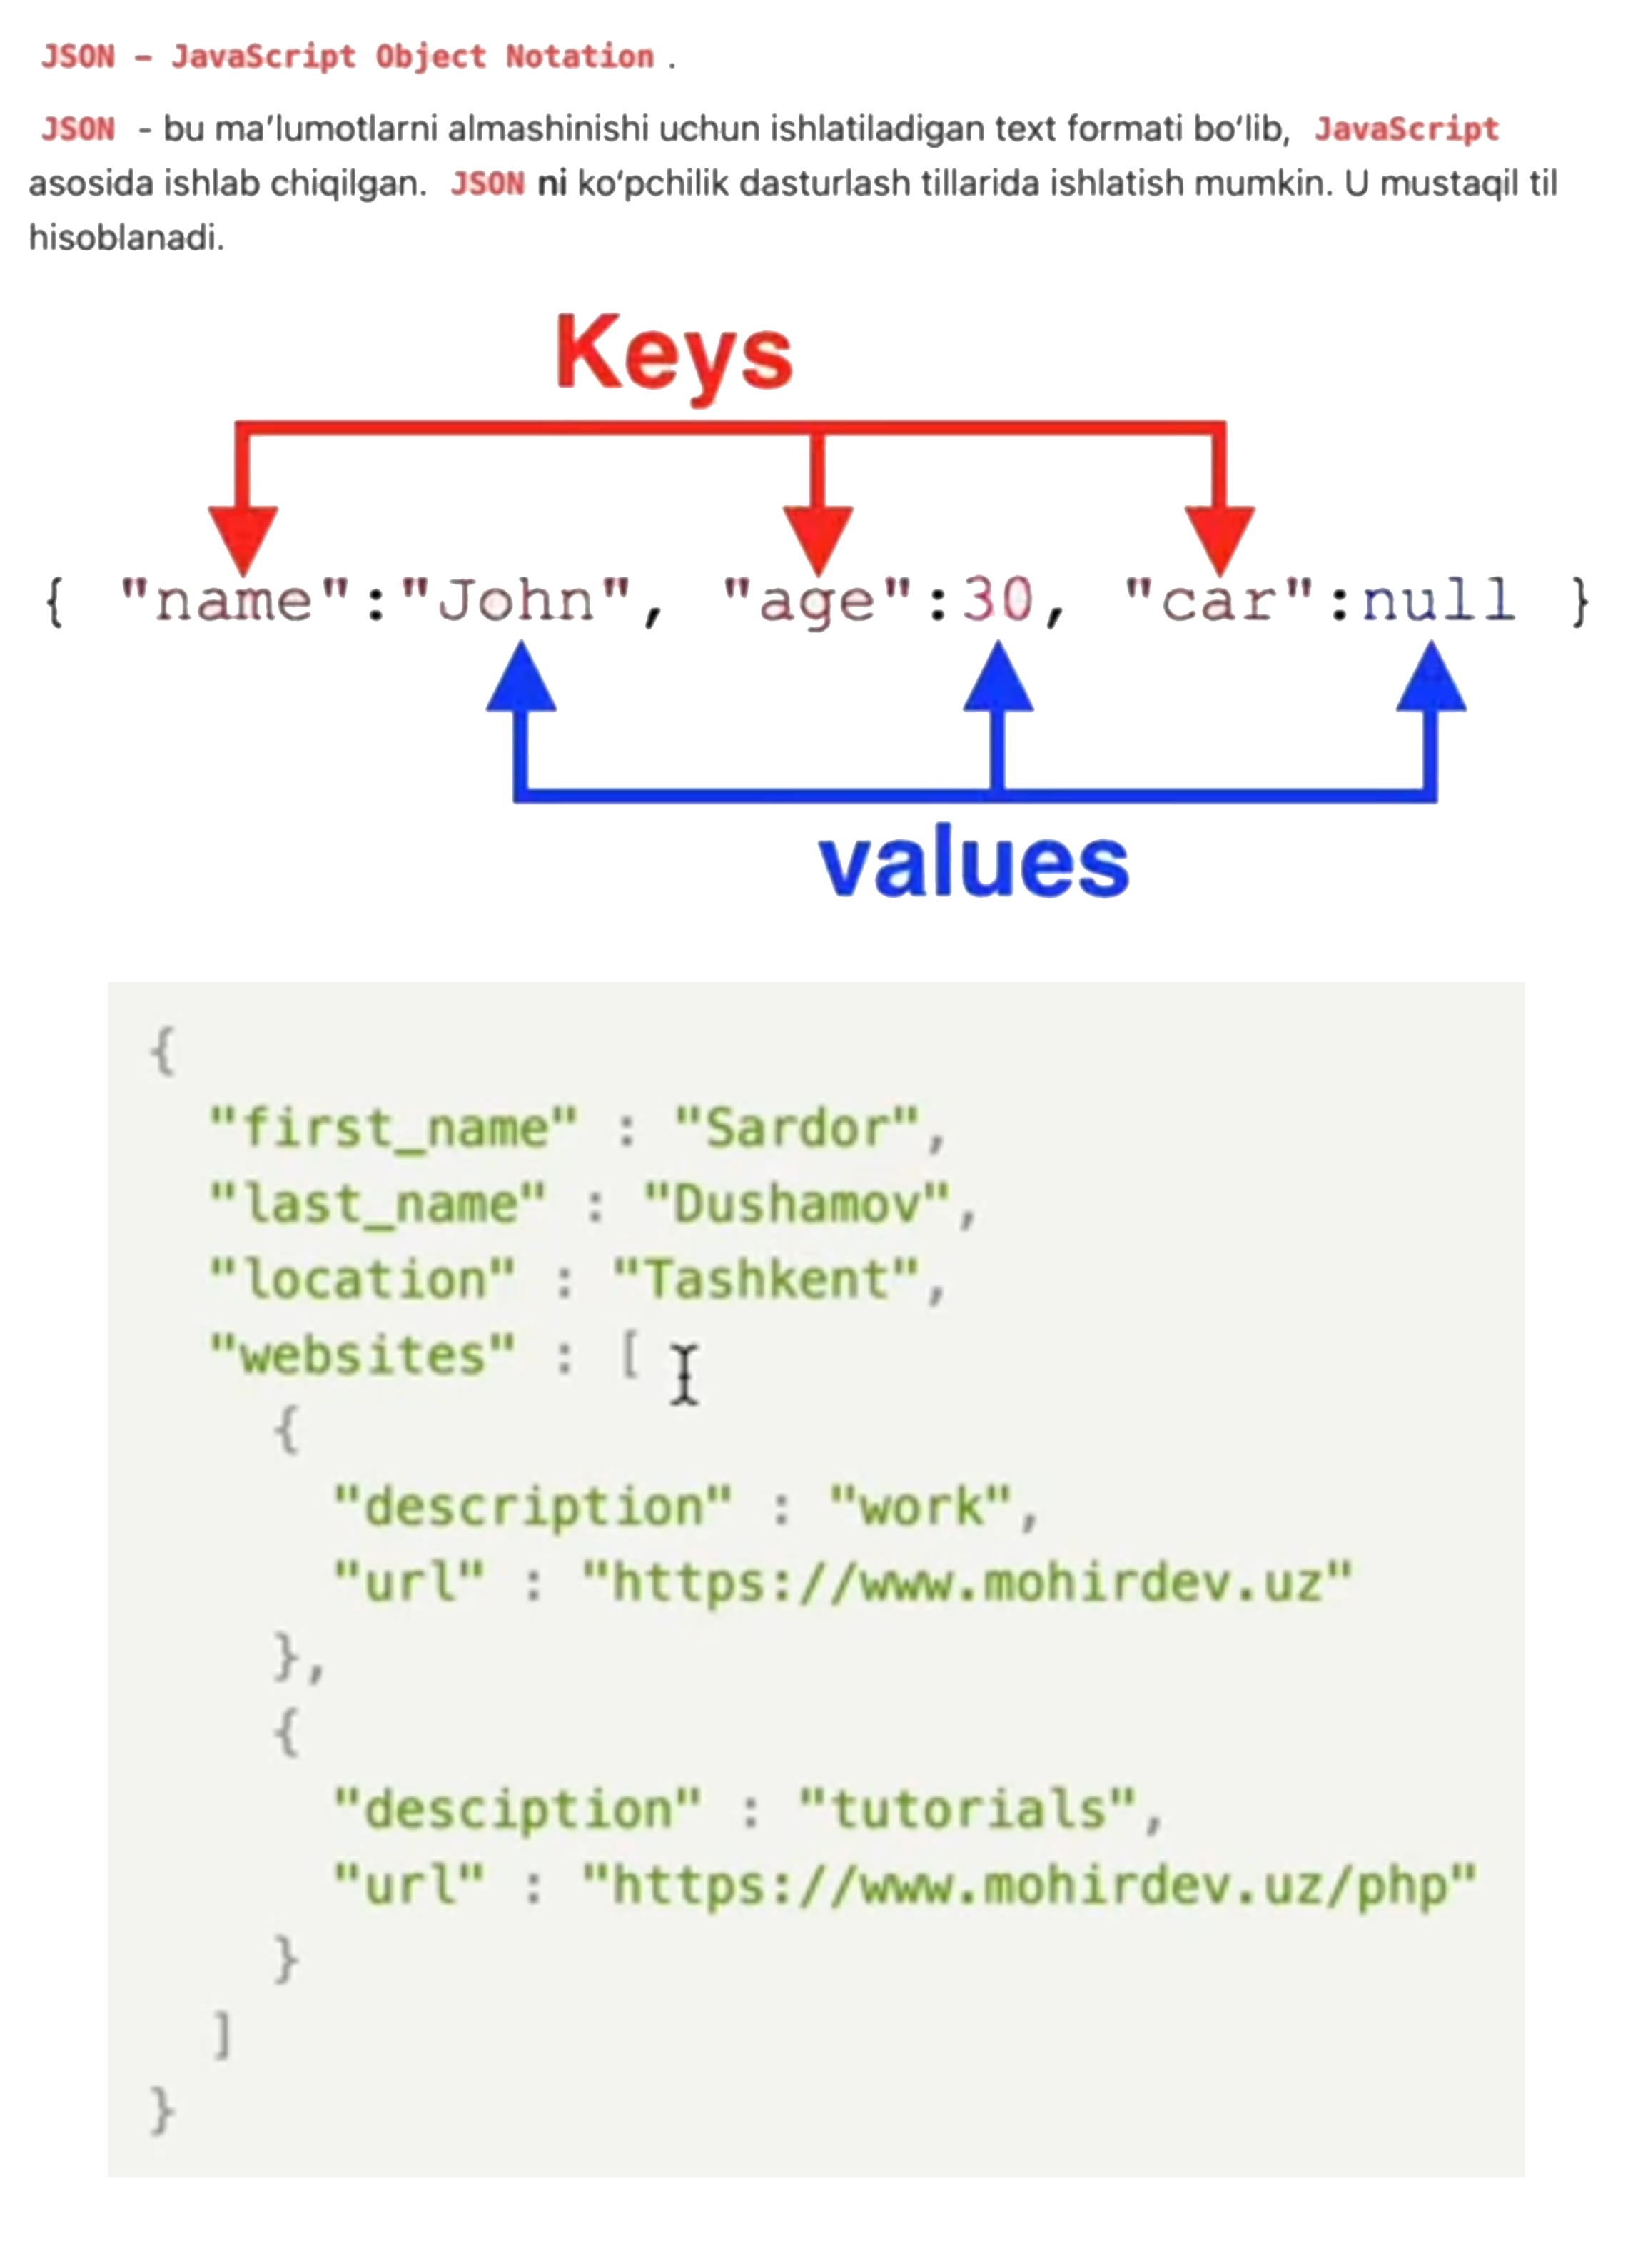 JSON – JavaScript Object Notation .
JSON - bu ma’lumotlarni almashinishi uchun ishlatiladigan text formati bo‘lib, JavaScript
asosida ishlab chiqilgan. JSON ni ko‘pchilik dasturlash tillarida ishlatish mumkin. U mustaqil til
hisoblanadi.
Keys
{ "name":"John", "age":30, "car":null }
values
{
"first_name" : "Sardor",
"last_name" : "Dushamov",
"location" : "Tashkent",
"websites" : [
{
"description" : "work",
"url" : "https://www.mohirdev.uz"
},
{
"desciption" : "tutorials",
"url" : "https://www.mohirdev.uz/php"
}
]
}